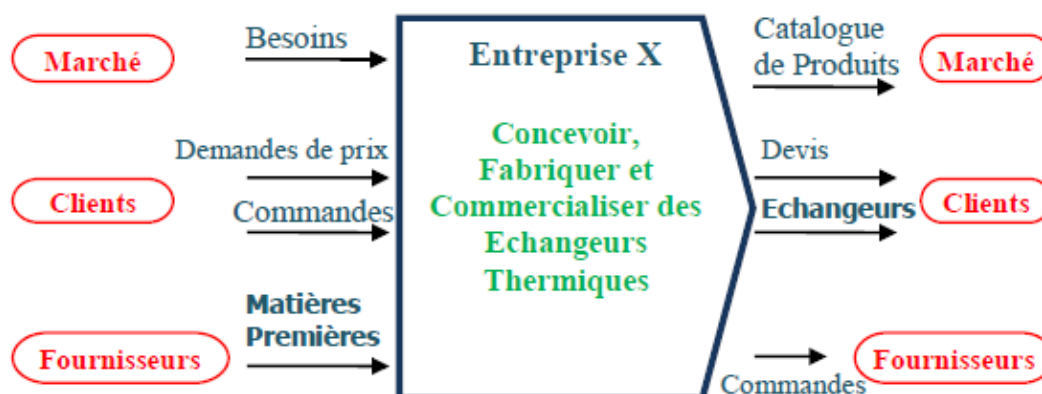 Marché
Besoins
Entreprise X
Catalogue
de Produits
Marché
Demandes de prix
Clients
Commandes
Concevoir,
Fabriquer et
Commercialiser des
Echangeurs
Thermiques
Devis
Echangeurs
Clients
Matières
Premières
Fournisseurs
Commandes
Fournisseurs